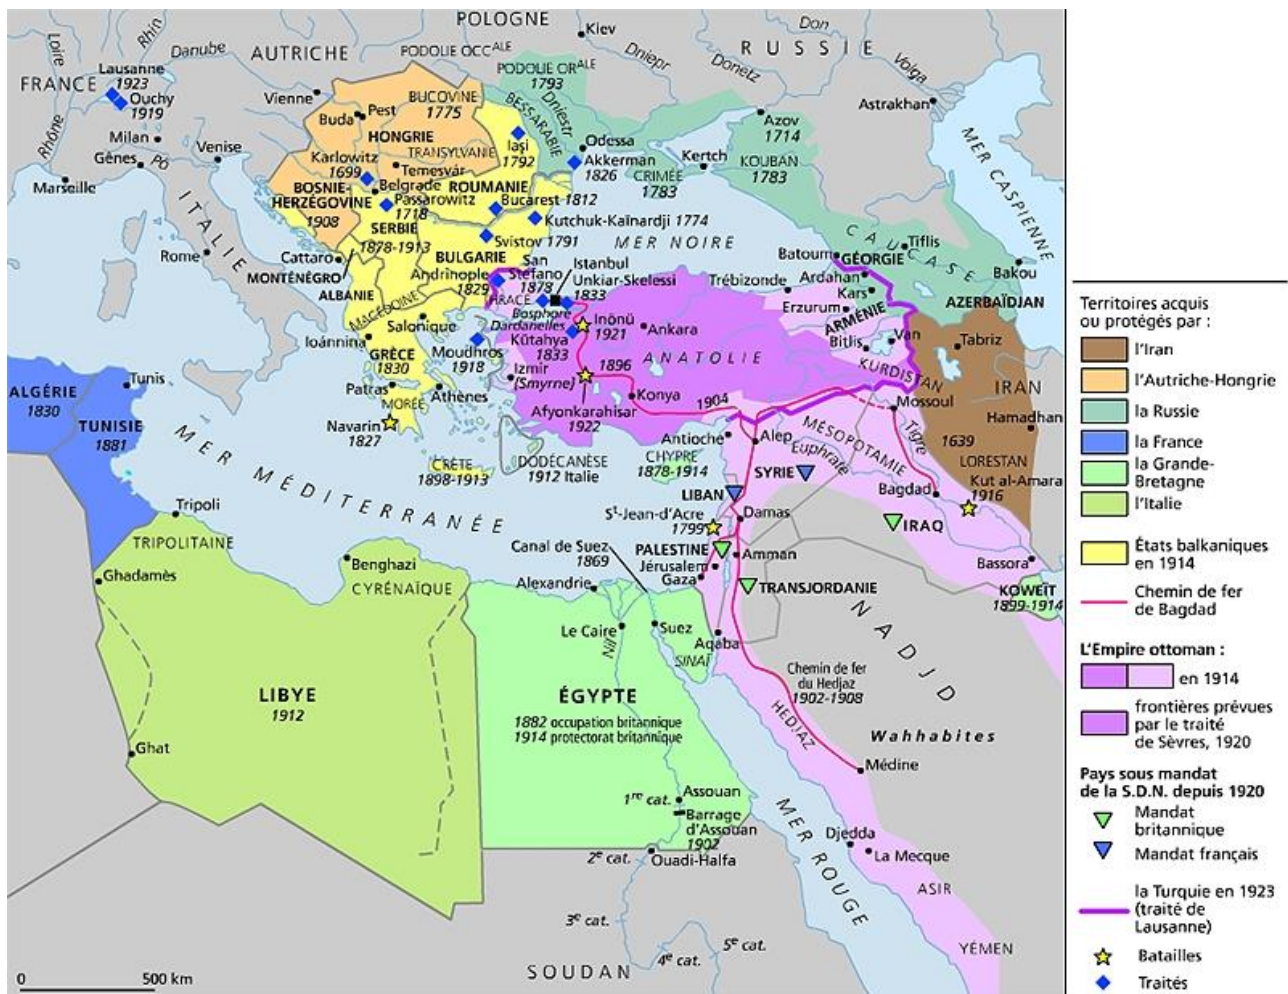 POLOGNE
Kiev
Loire
Rhin
Danube
AUTRICHE
PODOLIE OCCALE
Dniepr
Don
RUSSIE
Donetz
Volga
FRANCE
Lausanne
1923
Ouchy
1919
PODOLIE ORALE
1793
Vienne
BUCOVINE
1775
BESSARABIE
Dniestr
Astrakhan
Azov
1714
Rhône
Milan
Gênes
Pô
Venise
Marseille
Buda
Pest
HONGRIE
TRANSYLVANIE
Karlowitz
1699
Temesvár
Iaşi
1792
Odessa
Akkerman
1826
Kertch
CRIMÉE
1783
KOUBAN
1783
MER CASPIENNE
ITALIE
Rome
BOSNIE-
HERZÉGOVINE
1908
Belgrade
Passarowitz
1718
ROUMANIE
Bucarest 1812
Kutchuk-Kaïnardji 1774
SERBIE
1878-1913
Svistov 1791
MER NOIRE
CAUCASE
Tiflis
Cattaro
MONTÉNÉGRO
BULGARIE
Andrinople
1829
San
Stefano
1878
Istanbul
Unkiar-Skelessi
1833
Batoum
GÉORGIE
Ardahan
Kars
Bakou
AZERBAÏDJAN
ALBANIE
MACÉDOINE
THRACE
Bosphore
Dardanelles
Trébizonde
Erzurum
ARMÉNIE
Salonique
Ioánnina
Inönü
1921
Ankara
Kütahya
1833
ANATOLIE
Bitlis
Van
Tabriz
KURDISTAN
IRAN
GRÈCE
1830
Moudhros
1918
Izmir
(Smyrne)
1896
Konya
1904
Mossoul
Hamadhan
ALGÉRIE
1830
Tunis
TUNISIE
1881
Patras
MORÉE
Athènes
Navarin
1827
Afyonkarahisar
1922
Antioche
Alep
MÉSOPOTAMIE
Tigre
Euphrate
1639
LORESTAN
MER MÉDITERRANÉE
CRÈTE
1898-1913
DODÉCANÈSE
1912 Italie
CHYPRE
1878-1914
SYRIE
LIBAN
Bagdad
Kut al-Amara
1916
Tripoli
TRIPOLITAINE
St-Jean-d’Acre
1799
Damas
IRAQ
Canal de Suez
1869
PALESTINE
Jérusalem
Gaza
Amman
Bassora
Ghadamès
Benghazi
CYRÉNAÏQUE
Alexandrie
TRANSJORDANIE
KOWEÏT
1899-1914
NADJD
Le Caire
Nil
Suez
SINAÏ
Aqaba
LIBYE
1912
ÉGYPTE
1882 occupation britannique
1914 protectorat britannique
Chemin de fer
du Hedjaz
1902-1908
HEDJAZ
Wahhabites
Ghat
Médine
1re cat.
Assouan
Barrage
d’Assouan
1902
2e cat.
Ouadi-Halfa
MER ROUGE
Djedda
La Mecque
ASIR
3e cat.
4e cat.
5e cat.
YÉMEN
SOUDAN
0 500 km
Territoires acquis
ou protégés par :
l’Iran
l’Autriche-Hongrie
la Russie
la France
la Grande-
Bretagne
l’Italie
États balkaniques
en 1914
Chemin de fer
de Bagdad
L’Empire ottoman :
en 1914
frontières prévues
par le traité
de Sèvres, 1920
Pays sous mandat
de la S.D.N. depuis 1920
Mandat
britannique
Mandat français
la Turquie en 1923
(traité de
Lausanne)
Batailles
Traités